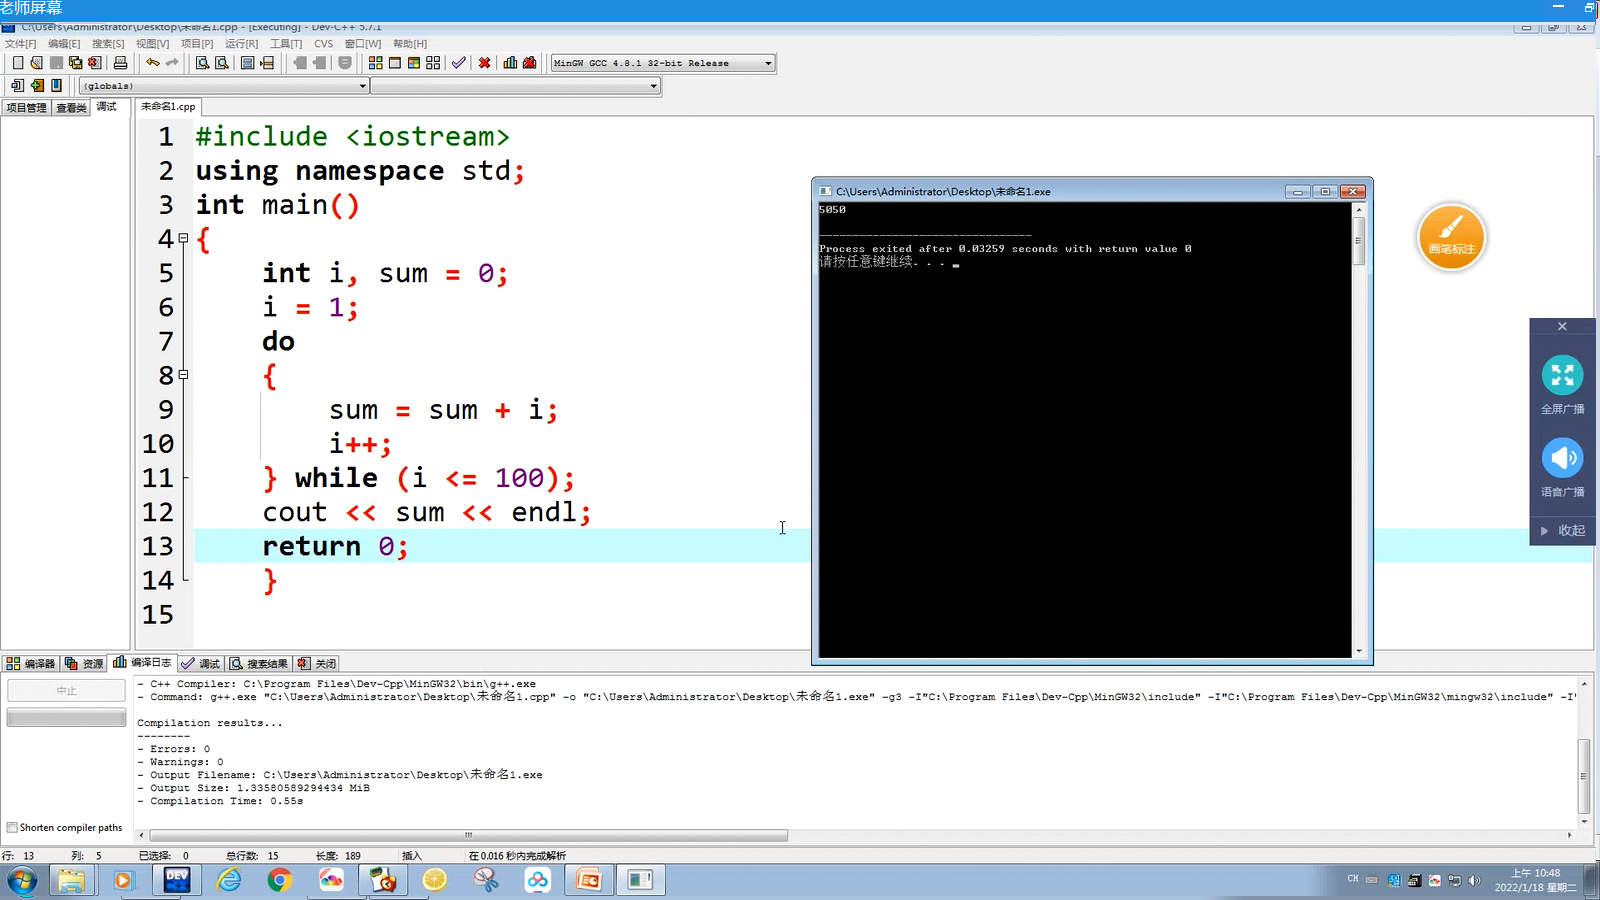 老师屏幕
C:\Users\Administrator\Desktop\未命名1.cpp - [Executing] - Dev-C++ 5.7.1
文件[F] 编辑[E] 搜索[S] 视图[V] 项目[P] 运行[R] 工具[T] CVS 窗口[W] 帮助[H]
MinGW GCC 4.8.1 32-bit Release
(globals)
项目管理 查看类 调试 未命名1.cpp
1 #include <iostream>
2 using namespace std;
3 int main()
4 {
5 int i, sum = 0;
6 i = 1;
7 do
8 {
9 sum = sum + i;
10 i++;
11 } while (i <= 100);
12 cout << sum << endl;
13 return 0;
14 }
15
C:\Users\Administrator\Desktop\未命名1.exe
5050
--------------------------------
Process exited after 0.03259 seconds with return value 0
请按任意键继续. . .
画笔标注
全屏广播
语音广播
收起
编译器 资源 编译日志 调试 搜索结果 关闭
中止
- C++ Compiler: C:\Program Files\Dev-Cpp\MinGW32\bin\g++.exe
- Command: g++.exe "C:\Users\Administrator\Desktop\未命名1.cpp" -o "C:\Users\Administrator\Desktop\未命名1.exe" -g3 -I"C:\Program Files\Dev-Cpp\MinGW32\include" -I"C:\Program Files\Dev-Cpp\MinGW32\mingw32\include" -I"
Compilation results...
--------
- Errors: 0
- Warnings: 0
- Output Filename: C:\Users\Administrator\Desktop\未命名1.exe
- Output Size: 1.33580589294434 MiB
- Compilation Time: 0.55s
Shorten compiler paths
行: 13 列: 5 已选择: 0 总行数: 15 长度: 189 插入 在 0.016 秒内完成解析
DEV
CH
上午 10:48
2022/1/18 星期二